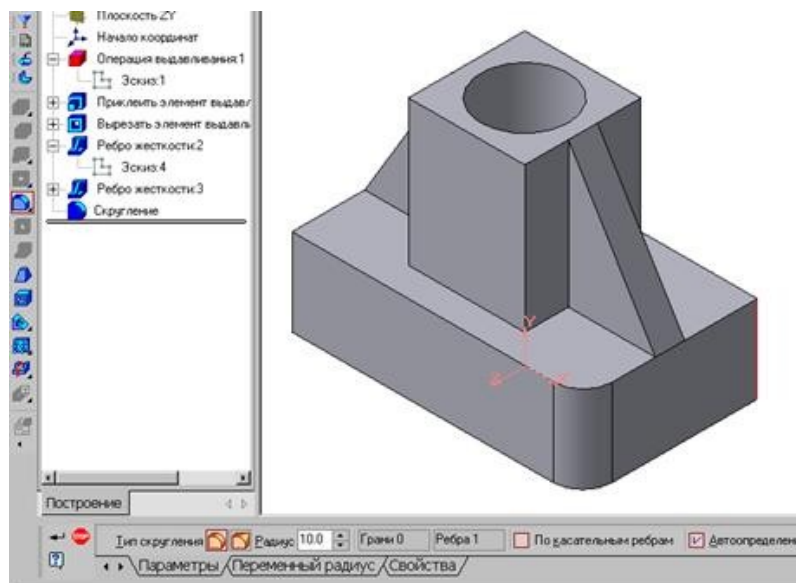 Плоскость ZY
Начало координат
Операция выдавливания:1
Эскиз:1
Приклеить элемент выдавл
Вырезать элемент выдавли
Ребро жесткости:2
Эскиз:4
Ребро жесткости:3
Скругление
Y
Z
Построение
Тип скругления Радиус 10.0 Грани 0 Ребра 1 По касательным ребрам Автоопределени
Параметры Переменный радиус Свойства